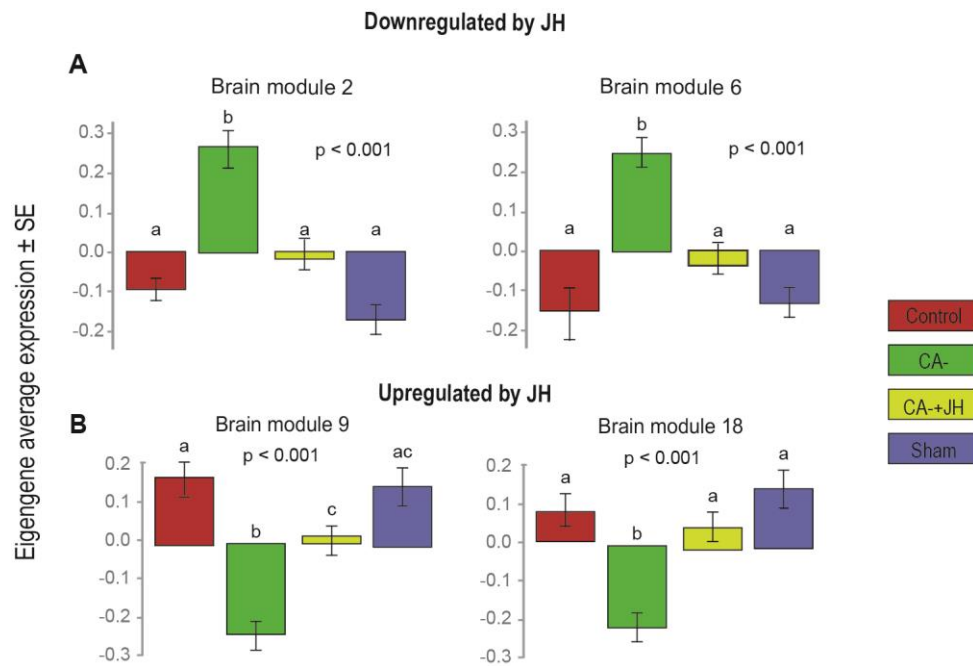 Downregulated by JH
A
Brain module 2
Brain module 6
0.3
0.2
0.1
0.0
-0.1
-0.2
a
b
a
a
p < 0.001
0.3
0.2
0.1
0.0
-0.1
-0.2
a
b
a
a
p < 0.001
Eigengene average expression ± SE
Control
CA-
CA-+JH
Sham
Upregulated by JH
B
Brain module 9
Brain module 18
0.2
0.1
0.0
-0.1
-0.2
-0.3
a
b
c
ac
p < 0.001
0.2
0.1
0.0
-0.1
-0.2
-0.3
a
b
a
a
p < 0.001